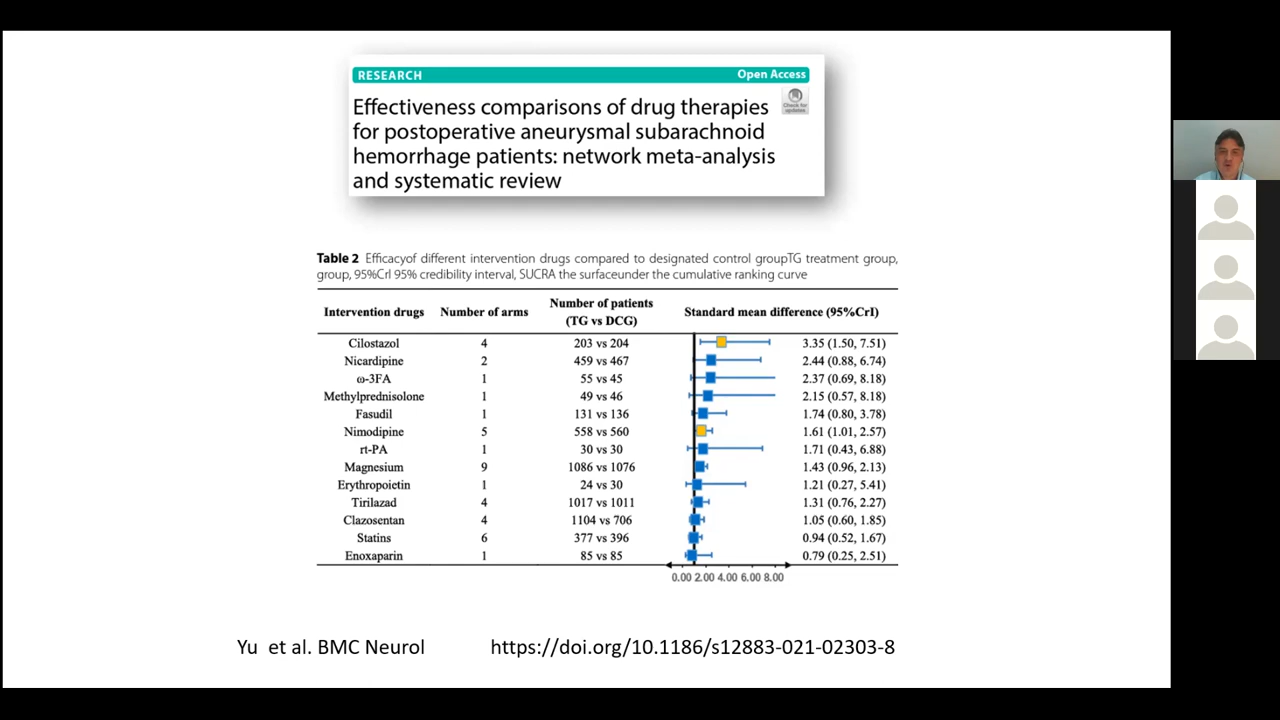 RESEARCH Open Access
Effectiveness comparisons of drug therapies
for postoperative aneurysmal subarachnoid
hemorrhage patients: network meta-analysis
and systematic review
Check for
updates
Table 2 Efficacyof different intervention drugs compared to designated control groupTG treatment group,
group, 95%CrI 95% credibility interval, SUCRA the surfaceunder the cumulative ranking curve
Intervention drugs Number of arms Number of patients (TG vs DCG) Standard mean difference (95%CrI)
Cilostazol 4 203 vs 204 3.35 (1.50, 7.51)
Nicardipine 2 459 vs 467 2.44 (0.88, 6.74)
ω-3FA 1 55 vs 45 2.37 (0.69, 8.18)
Methylprednisolone 1 49 vs 46 2.15 (0.57, 8.18)
Fasudil 1 131 vs 136 1.74 (0.80, 3.78)
Nimodipine 5 558 vs 560 1.61 (1.01, 2.57)
rt-PA 1 30 vs 30 1.71 (0.43, 6.88)
Magnesium 9 1086 vs 1076 1.43 (0.96, 2.13)
Erythropoietin 1 24 vs 30 1.21 (0.27, 5.41)
Tirilazad 4 1017 vs 1011 1.31 (0.76, 2.27)
Clazosentan 4 1104 vs 706 1.05 (0.60, 1.85)
Statins 6 377 vs 396 0.94 (0.52, 1.67)
Enoxaparin 1 85 vs 85 0.79 (0.25, 2.51)
0.00 2.00 4.00 6.00 8.00
Yu et al. BMC Neurol https://doi.org/10.1186/s12883-021-02303-8